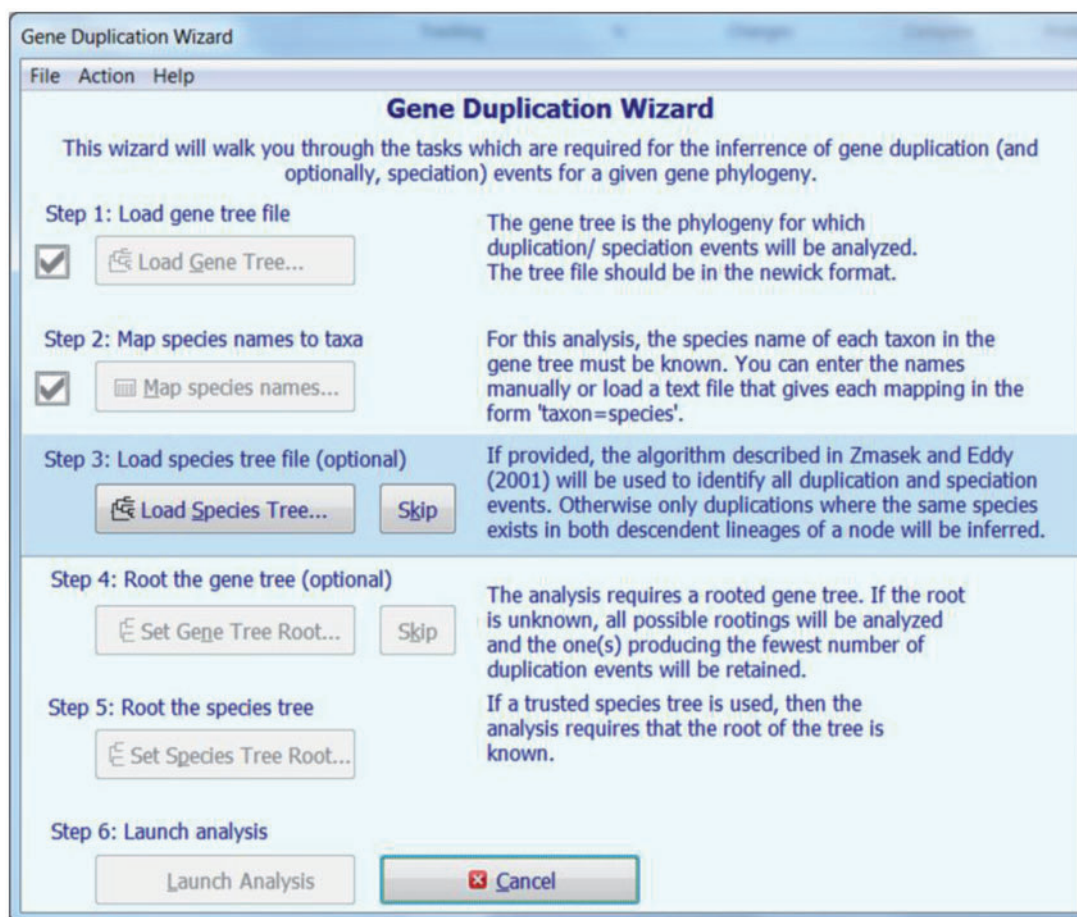 Gene Duplication Wizard
File Action Help
Gene Duplication Wizard
This wizard will walk you through the tasks which are required for the inferrence of gene duplication (and
optionally, speciation) events for a given gene phylogeny.
Step 1: Load gene tree file
Load Gene Tree...
The gene tree is the phylogeny for which
duplication/ speciation events will be analyzed.
The tree file should be in the newick format.
Step 2: Map species names to taxa
Map species names...
For this analysis, the species name of each taxon in the
gene tree must be known. You can enter the names
manually or load a text file that gives each mapping in the
form 'taxon=species'.
Step 3: Load species tree file (optional)
Load Species Tree...
Skip
If provided, the algorithm described in Zmasek and Eddy
(2001) will be used to identify all duplication and speciation
events. Otherwise only duplications where the same species
exists in both descendent lineages of a node will be inferred.
Step 4: Root the gene tree (optional)
Set Gene Tree Root...
Skip
The analysis requires a rooted gene tree. If the root
is unknown, all possible rootings will be analyzed
and the one(s) producing the fewest number of
duplication events will be retained.
Step 5: Root the species tree
Set Species Tree Root...
If a trusted species tree is used, then the
analysis requires that the root of the tree is
known.
Step 6: Launch analysis
Launch Analysis
Cancel